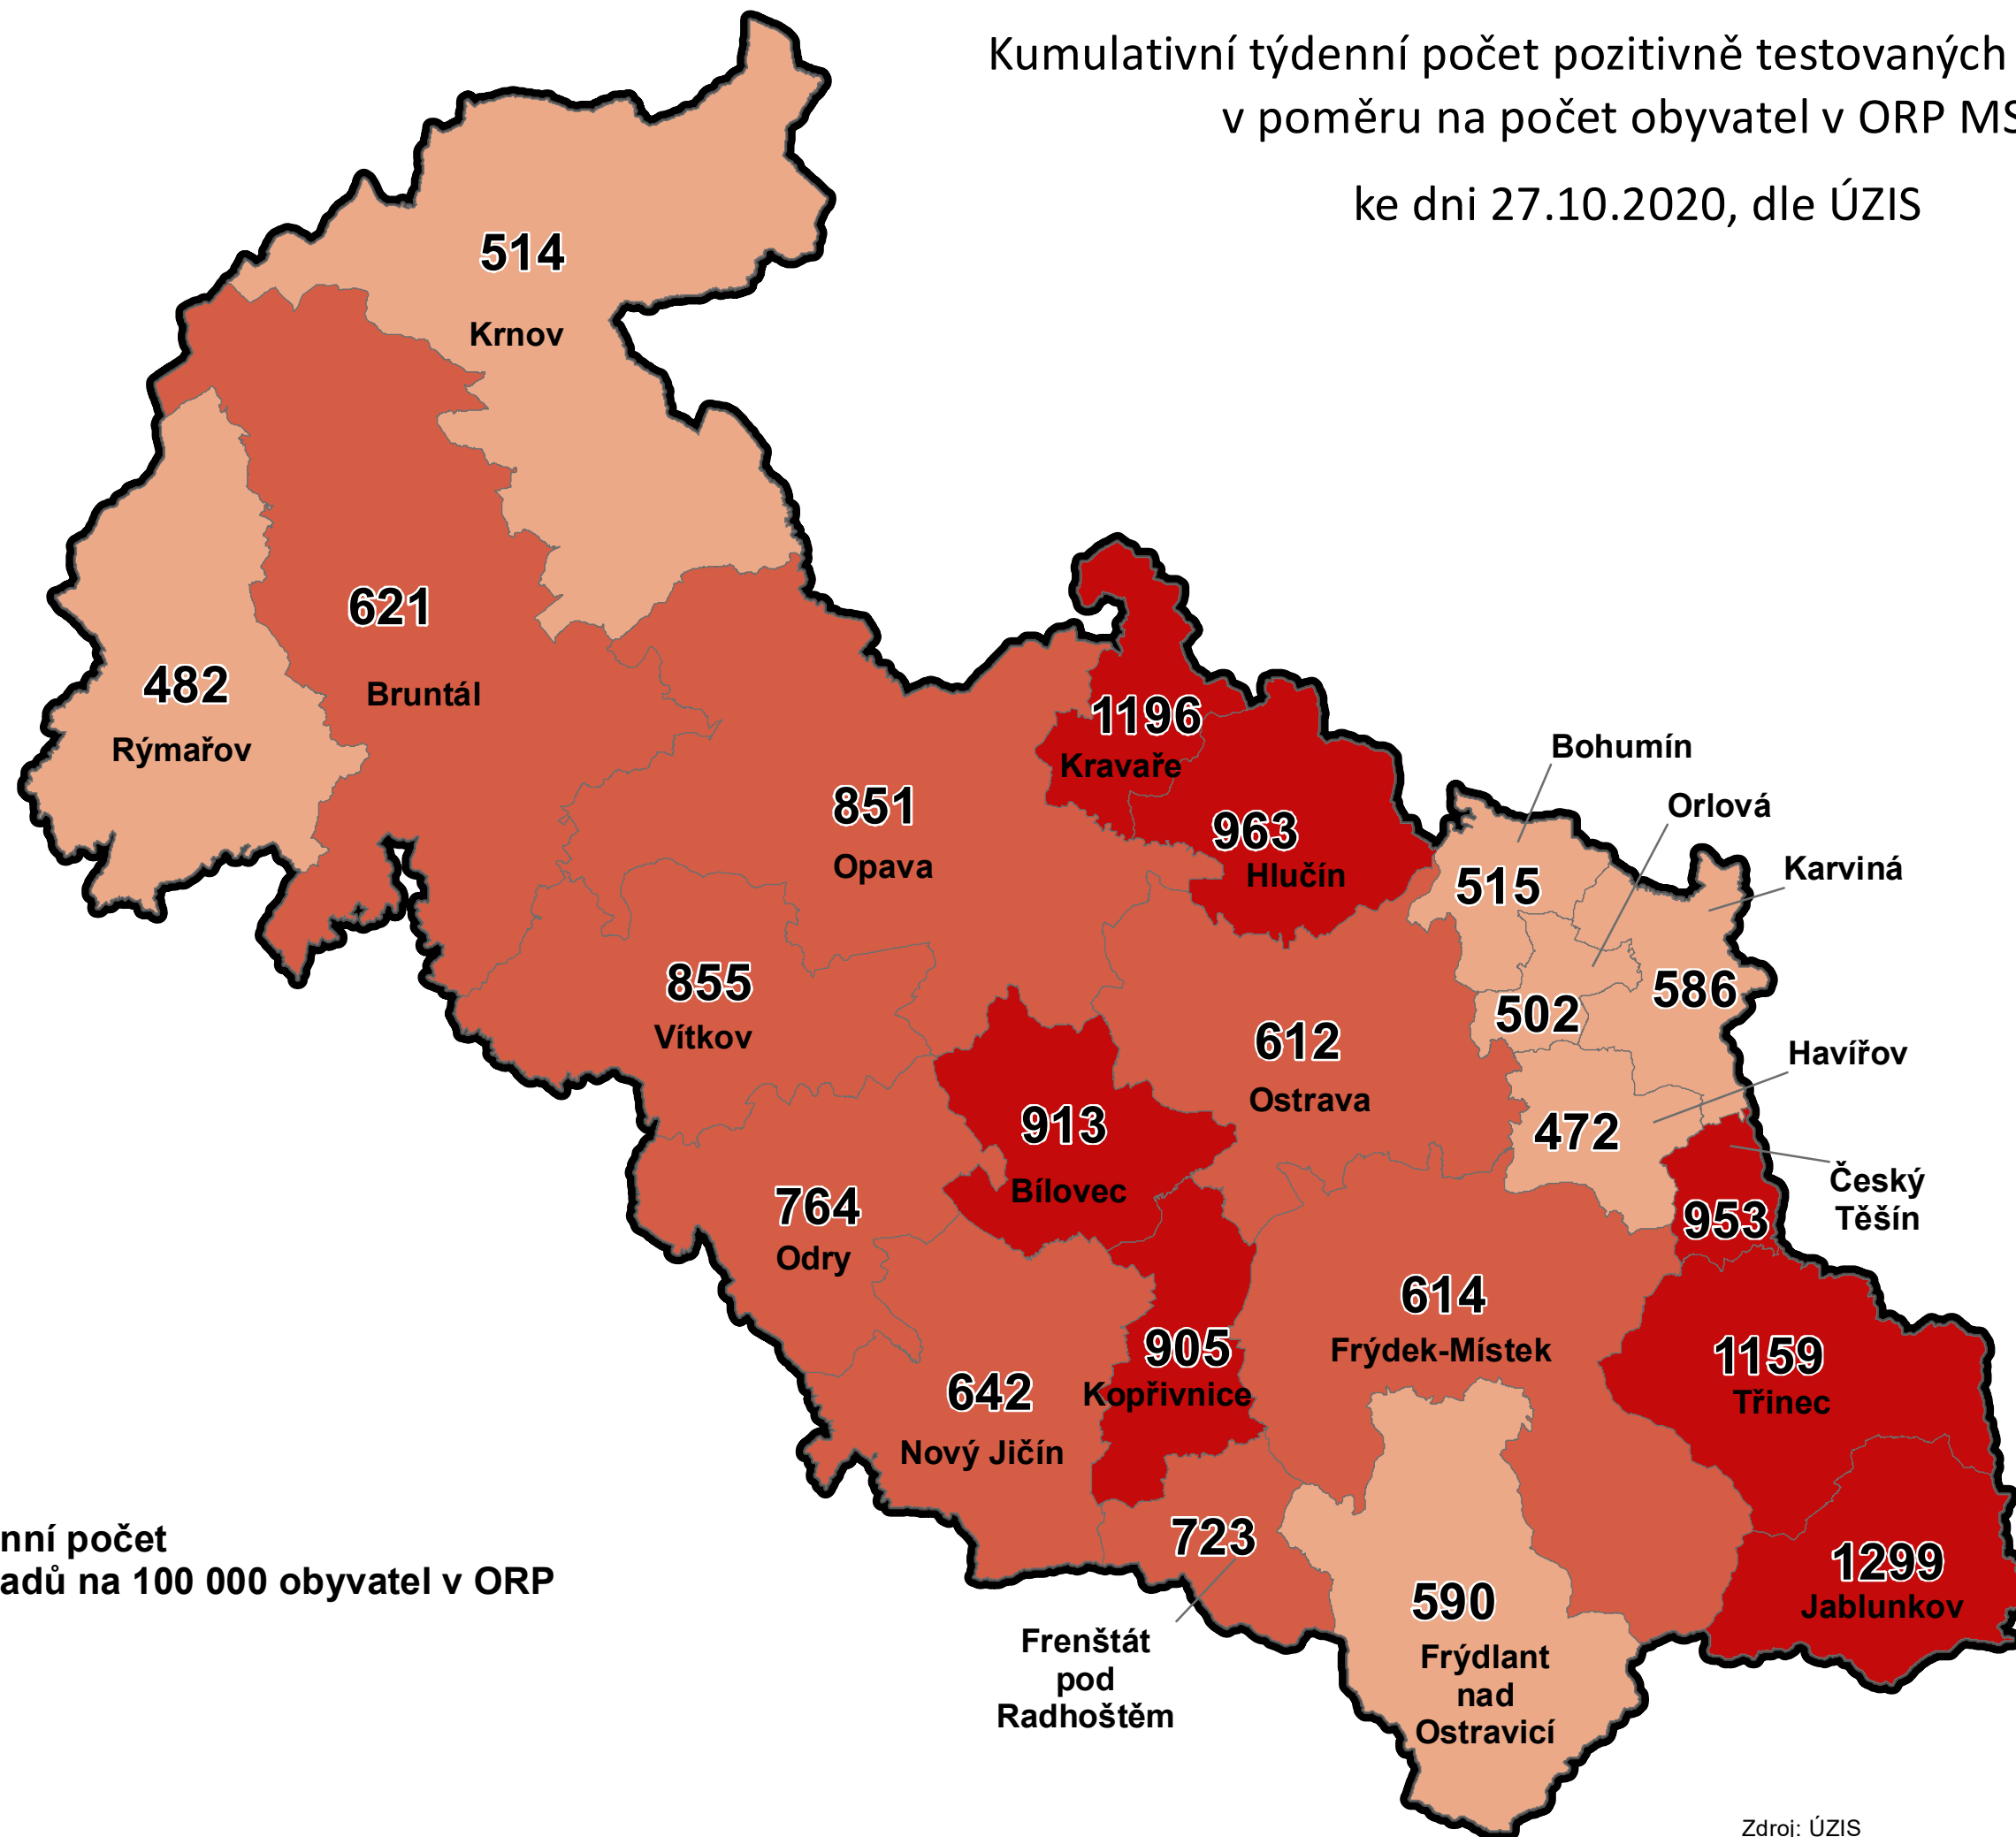 Kumulativní týdenní počet pozitivně testovaných
v poměru na počet obyvatel v ORP MS
ke dni 27.10.2020, dle ÚZIS
514
Krnov
621
Bruntál
482
Rýmařov
1196
Kravaře
851
Opava
963
Hlučín
Bohumín
Orlová
Karviná
515
586
502
855
Vítkov
612
Ostrava
Havířov
472
913
Bílovec
Český
Těšín
953
764
Odry
614
Frýdek-Místek
905
Kopřivnice
1159
Třinec
642
Nový Jičín
723
1299
Jablunkov
590
Frýdlant
nad
Ostravicí
Frenštát
pod
Radhoštěm
nní počet
adů na 100 000 obyvatel v ORP
Zdroj: ÚZIS